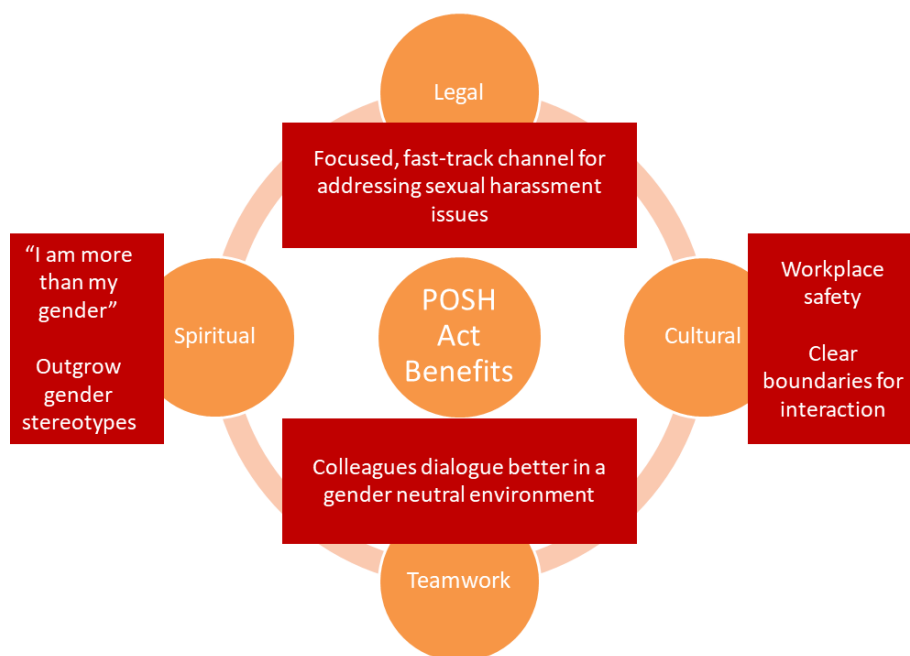 Legal
Focused, fast-track channel for
addressing sexual harassment
issues
“I am more
than my
gender”
Outgrow
gender
stereotypes
Spiritual
POSH
Act
Benefits
Cultural
Workplace
safety
Clear
boundaries for
interaction
Colleagues dialogue better in a
gender neutral environment
Teamwork